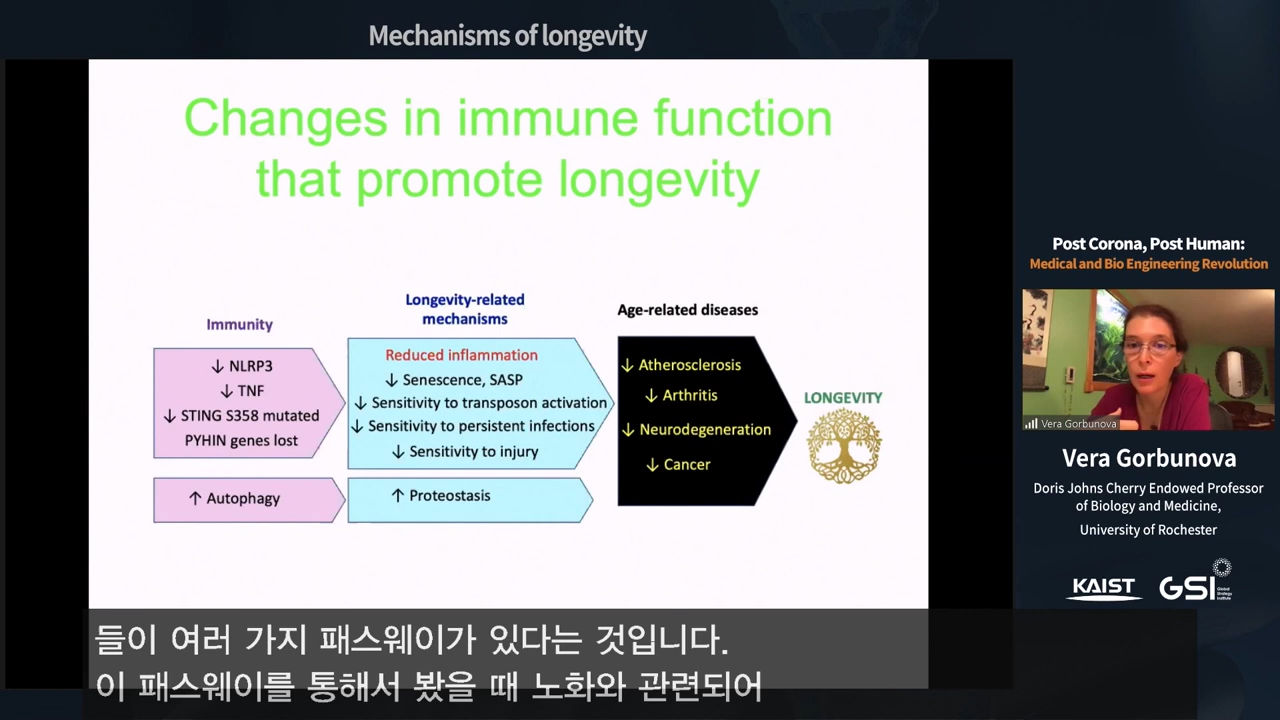 Mechanisms of longevity
Changes in immune function
that promote longevity
Immunity
↓ NLRP3
↓ TNF
↓ STING S358 mutated
PYHIN genes lost
↑ Autophagy
Longevity-related
mechanisms
Reduced inflammation
↓ Senescence, SASP
↓ Sensitivity to transposon activation
↓ Sensitivity to persistent infections
↓ Sensitivity to injury
↑ Proteostasis
Age-related diseases
↓ Atherosclerosis
↓ Arthritis
↓ Neurodegeneration
↓ Cancer
LONGEVITY
Post Corona, Post Human:
Medical and Bio Engineering Revolution
Vera Gorbunova
Vera Gorbunova
Doris Johns Cherry Endowed Professor
of Biology and Medicine,
University of Rochester
KAIST
GSI
Global
Strategy
Institute
들이 여러 가지 패스웨이가 있다는 것입니다.
이 패스웨이를 통해서 봤을 때 노화와 관련되어